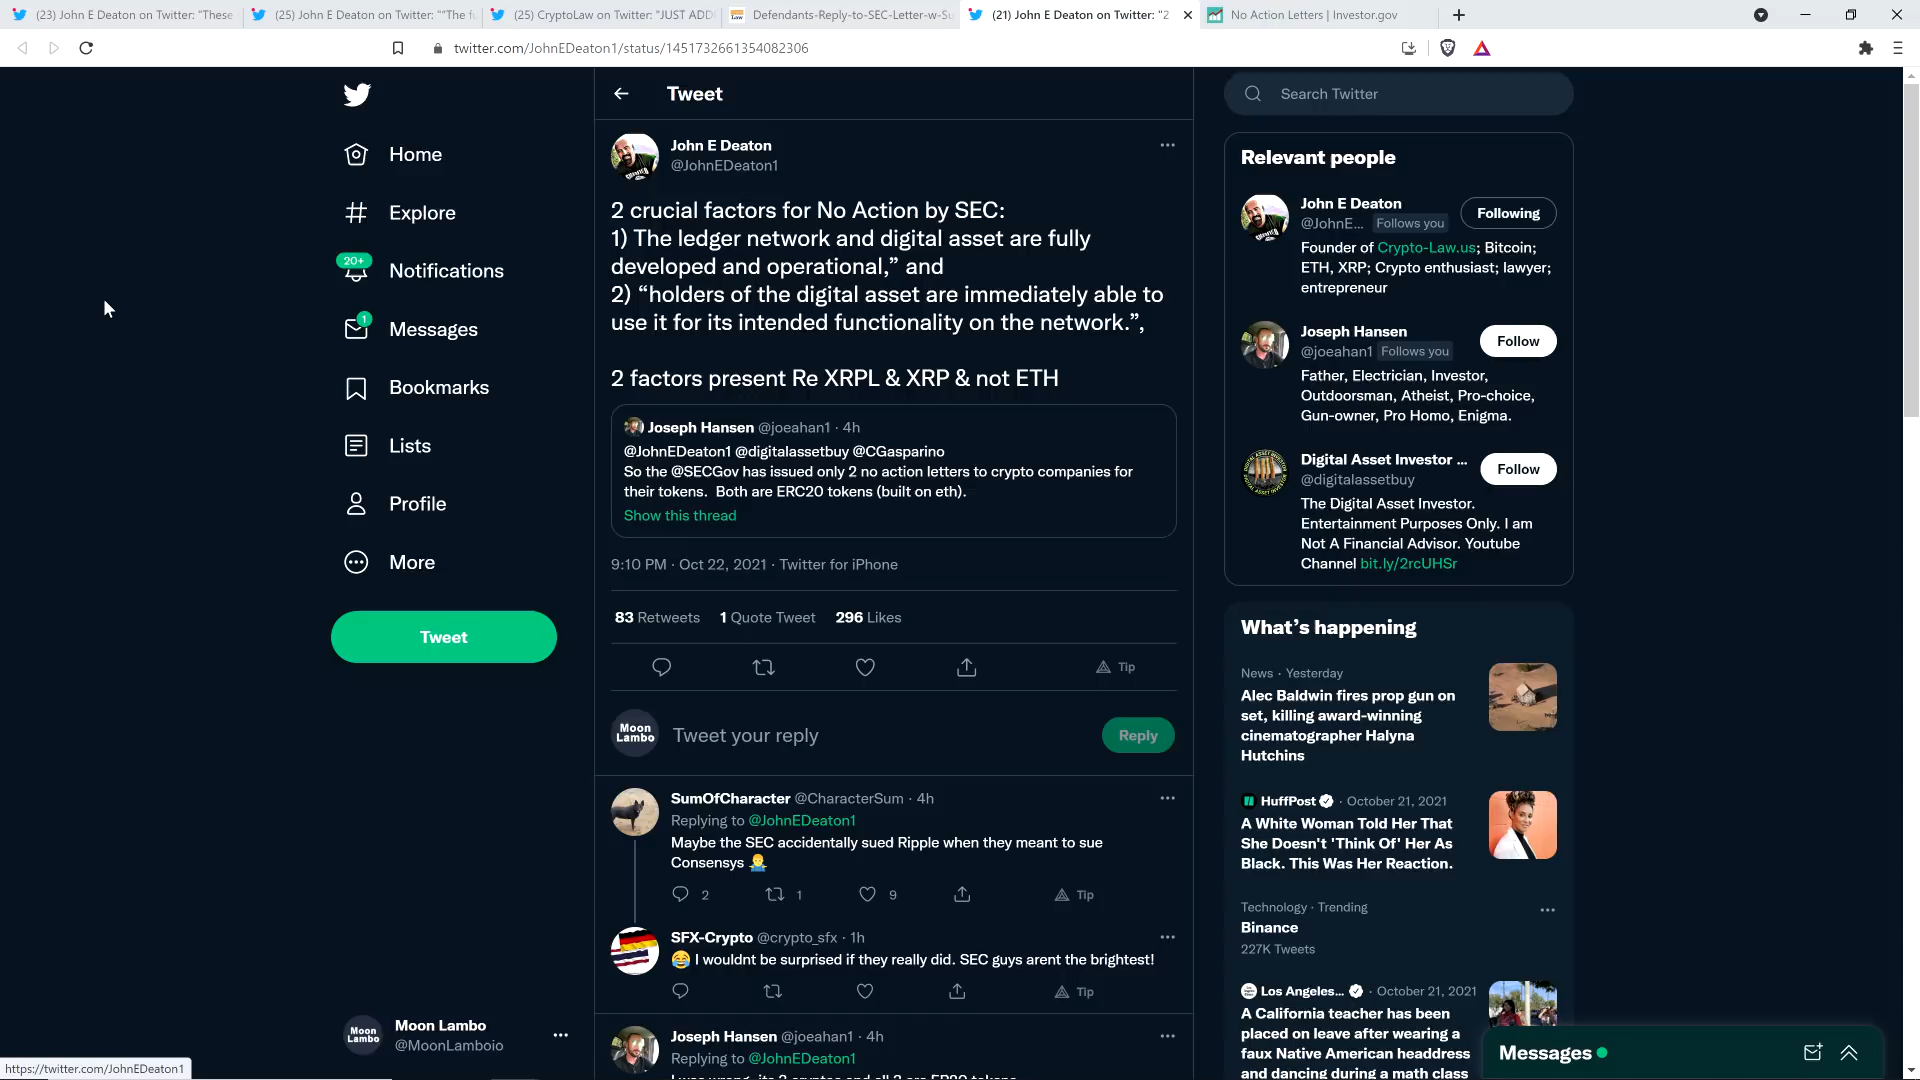 (23) John E Deaton on Twitter: "These
(25) John E Deaton on Twitter: "“The f
(25) CryptoLaw on Twitter: "JUST ADD
Defendants-Reply-to-SEC-Letter-w-Su
(21) John E Deaton on Twitter: "2
No Action Letters | Investor.gov
twitter.com/JohnEDeaton1/status/1451732661354082306
Home
Explore
20+
Notifications
1
Messages
Bookmarks
Lists
Profile
More
Tweet
Moon Lambo
Moon Lambo
@MoonLamboio
https://twitter.com/JohnEDeaton1
Tweet
John E Deaton
@JohnEDeaton1
2 crucial factors for No Action by SEC:
1) The ledger network and digital asset are fully
developed and operational,” and
2) “holders of the digital asset are immediately able to
use it for its intended functionality on the network.”,
2 factors present Re XRPL & XRP & not ETH
Joseph Hansen @joeahan1 · 4h
@JohnEDeaton1 @digitalassetbuy @CGasparino
So the @SECGov has issued only 2 no action letters to crypto companies for
their tokens.  Both are ERC20 tokens (built on eth).
Show this thread
9:10 PM · Oct 22, 2021 · Twitter for iPhone
83 Retweets 1 Quote Tweet 296 Likes
Tip
Moon Lambo
Tweet your reply
Reply
SumOfCharacter @CharacterSum · 4h
Replying to @JohnEDeaton1
Maybe the SEC accidentally sued Ripple when they meant to sue
Consensys 🤷‍♂️
2 1 9 Tip
SFX-Crypto @crypto_sfx · 1h
😂 I wouldnt be surprised if they really did. SEC guys arent the brightest!
Tip
Joseph Hansen @joeahan1 · 4h
Replying to @JohnEDeaton1
Search Twitter
Relevant people
John E Deaton
@JohnE... Follows you
Following
Founder of Crypto-Law.us; Bitcoin;
ETH, XRP; Crypto enthusiast; lawyer;
entrepreneur
Joseph Hansen
@joeahan1 Follows you
Follow
Father, Electrician, Investor,
Outdoorsman, Atheist, Pro-choice,
Gun-owner, Pro Homo, Enigma.
Digital Asset Investor ...
@digitalassetbuy
Follow
The Digital Asset Investor.
Entertainment Purposes Only. I am
Not A Financial Advisor. Youtube
Channel bit.ly/2rcUHSr
What’s happening
News · Yesterday
Alec Baldwin fires prop gun on
set, killing award-winning
cinematographer Halyna
Hutchins
HuffPost · October 21, 2021
A White Woman Told Her That
She Doesn't 'Think Of' Her As
Black. This Was Her Reaction.
Technology · Trending
Binance
227K Tweets
Los Angeles... · October 21, 2021
A California teacher has been
placed on leave after wearing a
faux Native American headdress
and dancing during a math class
Messages